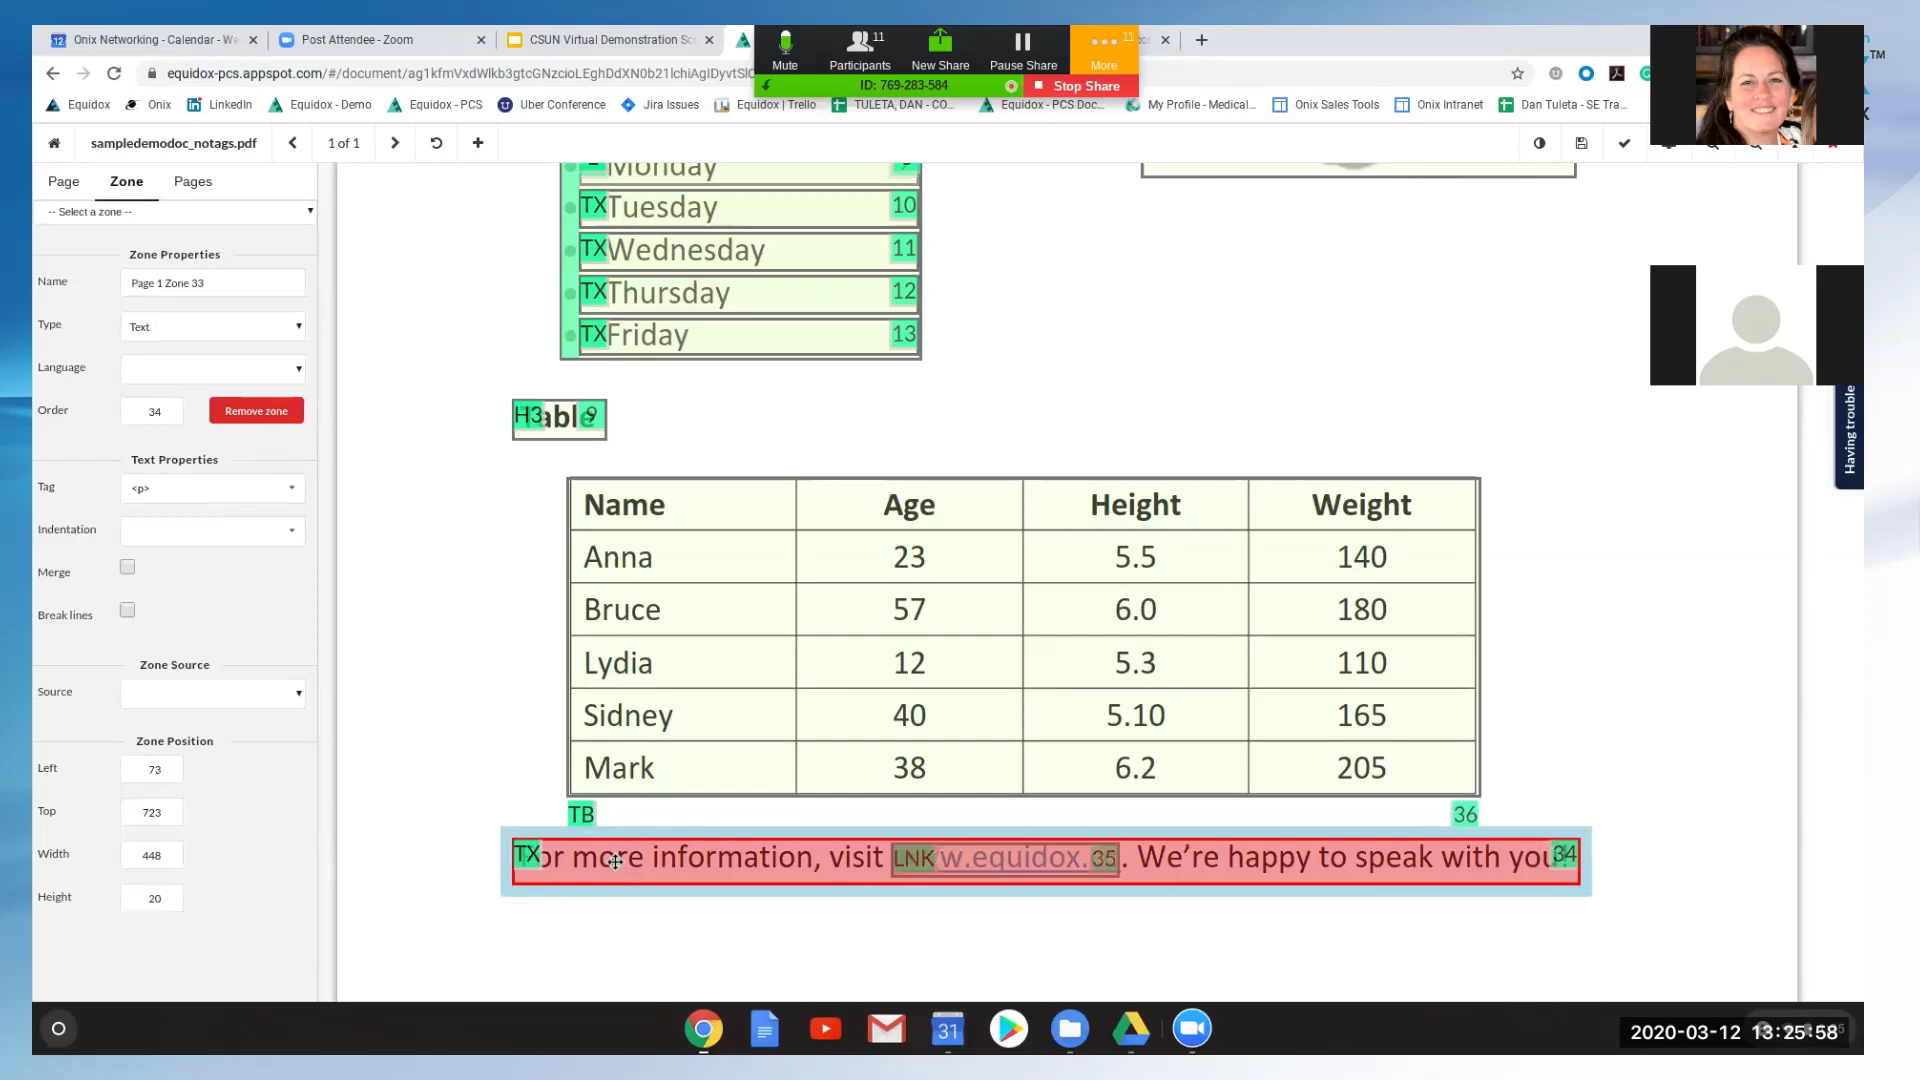 Onix Networking - Calendar - We
Post Attendee - Zoom
CSUN Virtual Demonstration Sc
Mute
Participants 11
New Share
Pause Share
More 11
ID: 769-283-584
Stop Share
equidox-pcs.appspot.com/#/document/
Equidox
Onix
LinkedIn
Equidox - Demo
Equidox - PCS
Uber Conference
Jira Issues
Equidox | Trello
TULETA, DAN - CO...
Equidox - PCS Doc...
My Profile - Medical...
Onix Sales Tools
Onix Intranet
Dan Tuleta - SE Tra...
sampledemodoc_notags.pdf
1 of 1
Page Zone Pages
-- Select a zone --
Zone Properties
Name Page 1 Zone 33
Type Text
Language
Order 34 Remove zone
Text Properties
Tag <p>
Indentation
Merge
Break lines
Zone Source
Source
Zone Position
Left 73
Top 723
Width 448
Height 20
Monday
TX Tuesday 10
TX Wednesday 11
TX Thursday 12
TX Friday 13
H3 able 9
Name Age Height Weight
Anna 23 5.5 140
Bruce 57 6.0 180
Lydia 12 5.3 110
Sidney 40 5.10 165
Mark 38 6.2 205
TB 36
TX or more information, visit LNK w.equidox. 35 . We're happy to speak with you 34
Having trouble
TM
31
2020-03-12 13:25:58